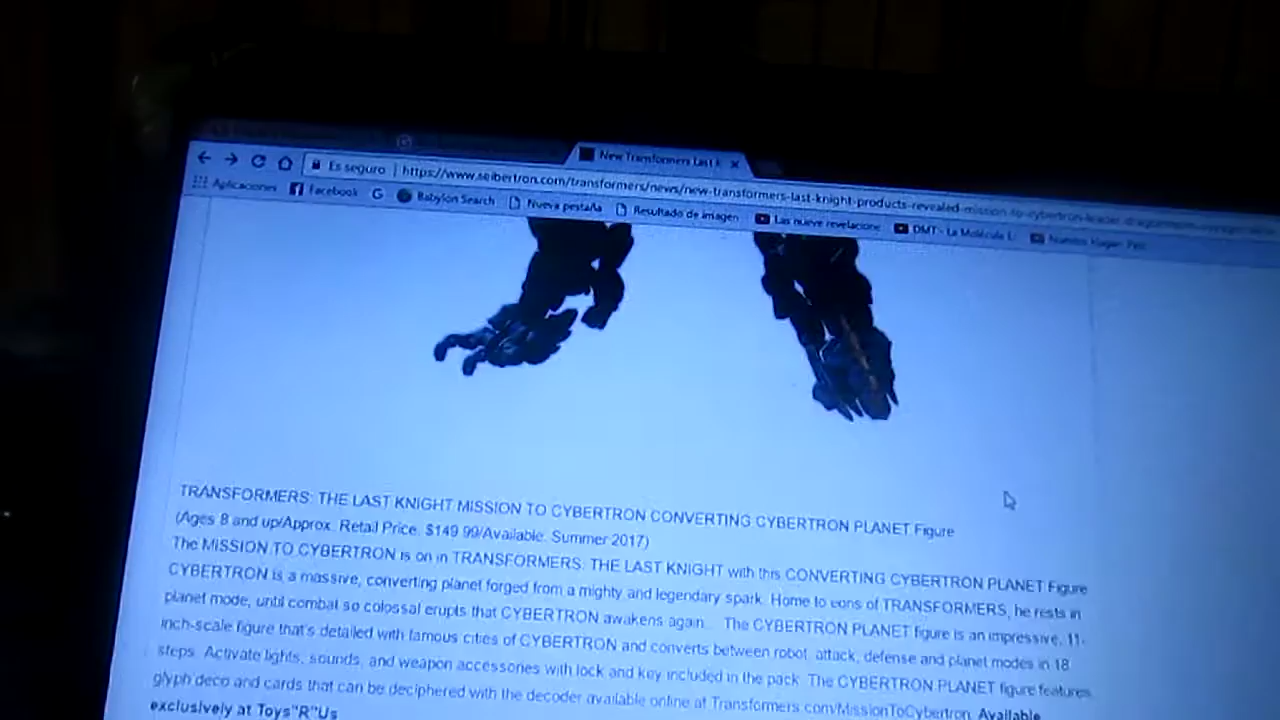 New Transformers Last K
Es seguro | https://www.seibertron.com/transformers/news/new-transformers-last-knight-products-revealed-mission-to-cybertron-leader-
Aplicaciones Facebook G Babylon Search Nueva pestaña Resultado de imagen Las nueve revelacione DMT - La Molécula
TRANSFORMERS: THE LAST KNIGHT MISSION TO CYBERTRON CONVERTING CYBERTRON PLANET Figure
(Ages 8 and up/Approx. Retail Price: $149.99/Available: Summer 2017)
The MISSION TO CYBERTRON is on in TRANSFORMERS: THE LAST KNIGHT with this CONVERTING CYBERTRON PLANET Figure
CYBERTRON is a massive, converting planet forged from a mighty and legendary spark. Home to eons of TRANSFORMERS, he rests in
planet mode, until combat so colossal erupts that CYBERTRON awakens again... The CYBERTRON PLANET figure is an impressive, 11-
inch-scale figure that's detailed with famous cities of CYBERTRON and converts between robot, attack, defense and planet modes in 18
steps. Activate lights, sounds, and weapon accessories with lock and key included in the pack. The CYBERTRON PLANET figure features
glyph deco and cards that can be deciphered with the decoder available online at Transformers.com/MissionToCybertron. Available
exclusively at Toys"R"Us